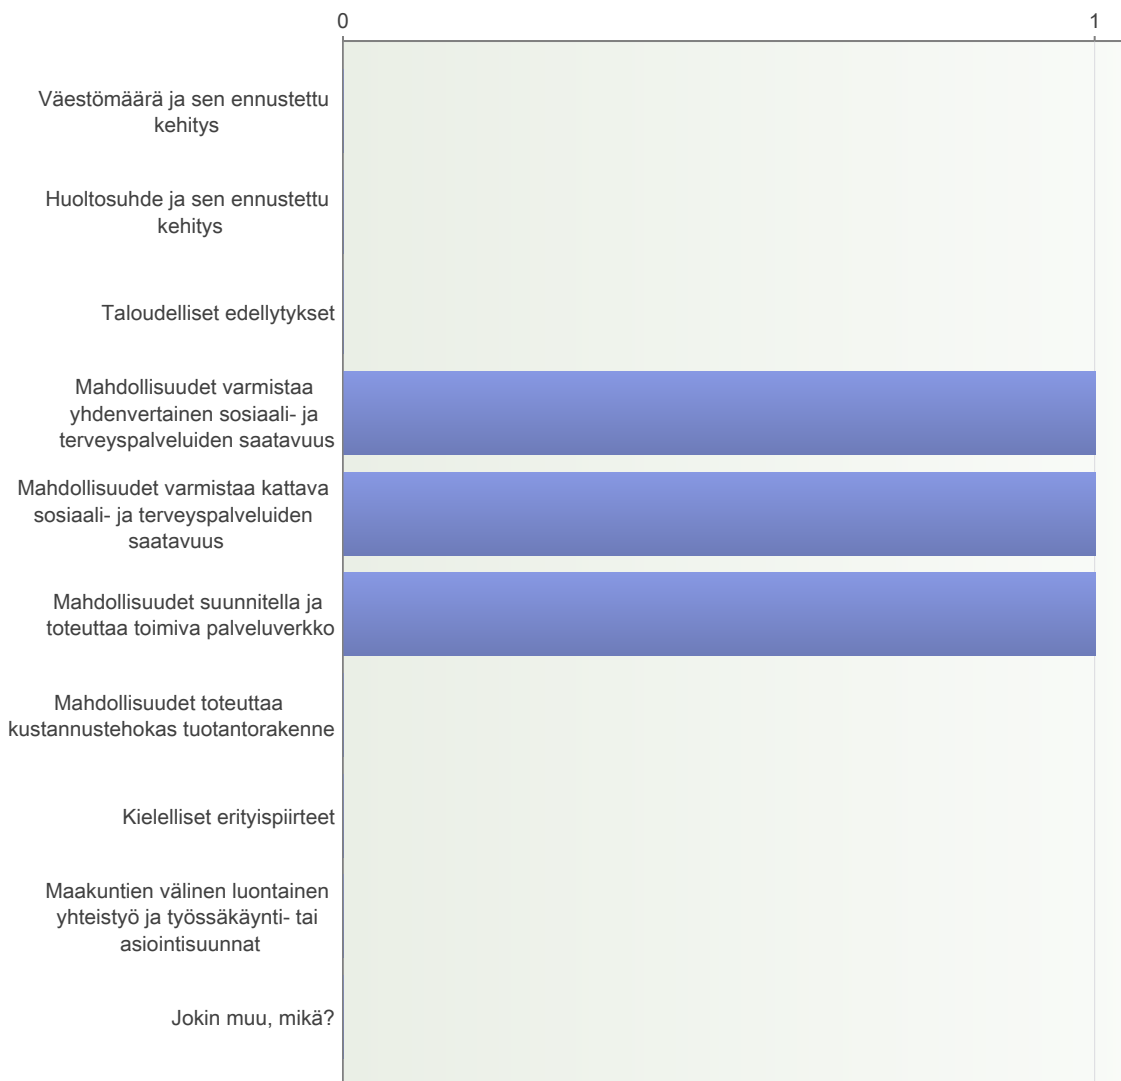 0 1
Väestömäärä ja sen ennustettu
kehitys
Huoltosuhde ja sen ennustettu
kehitys
Taloudelliset edellytykset
Mahdollisuudet varmistaa
yhdenvertainen sosiaali- ja
terveyspalveluiden saatavuus
Mahdollisuudet varmistaa kattava
sosiaali- ja terveyspalveluiden
saatavuus
Mahdollisuudet suunnitella ja
toteuttaa toimiva palveluverkko
Mahdollisuudet toteuttaa
kustannustehokas tuotantorakenne
Kielelliset erityispiirteet
Maakuntien välinen luontainen
yhteistyö ja työssäkäynti- tai
asiointisuunnat
Jokin muu, mikä?